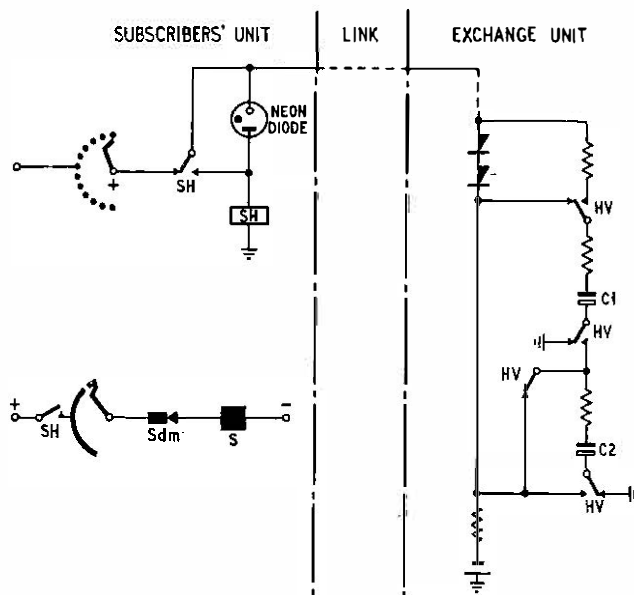 SUBSCRIBERS' UNIT
LINK
EXCHANGE UNIT
NEON
DIODE
+
SH
SH
HV
C1
HV
HV
+
SH
Sdm
S
-
C2
HV